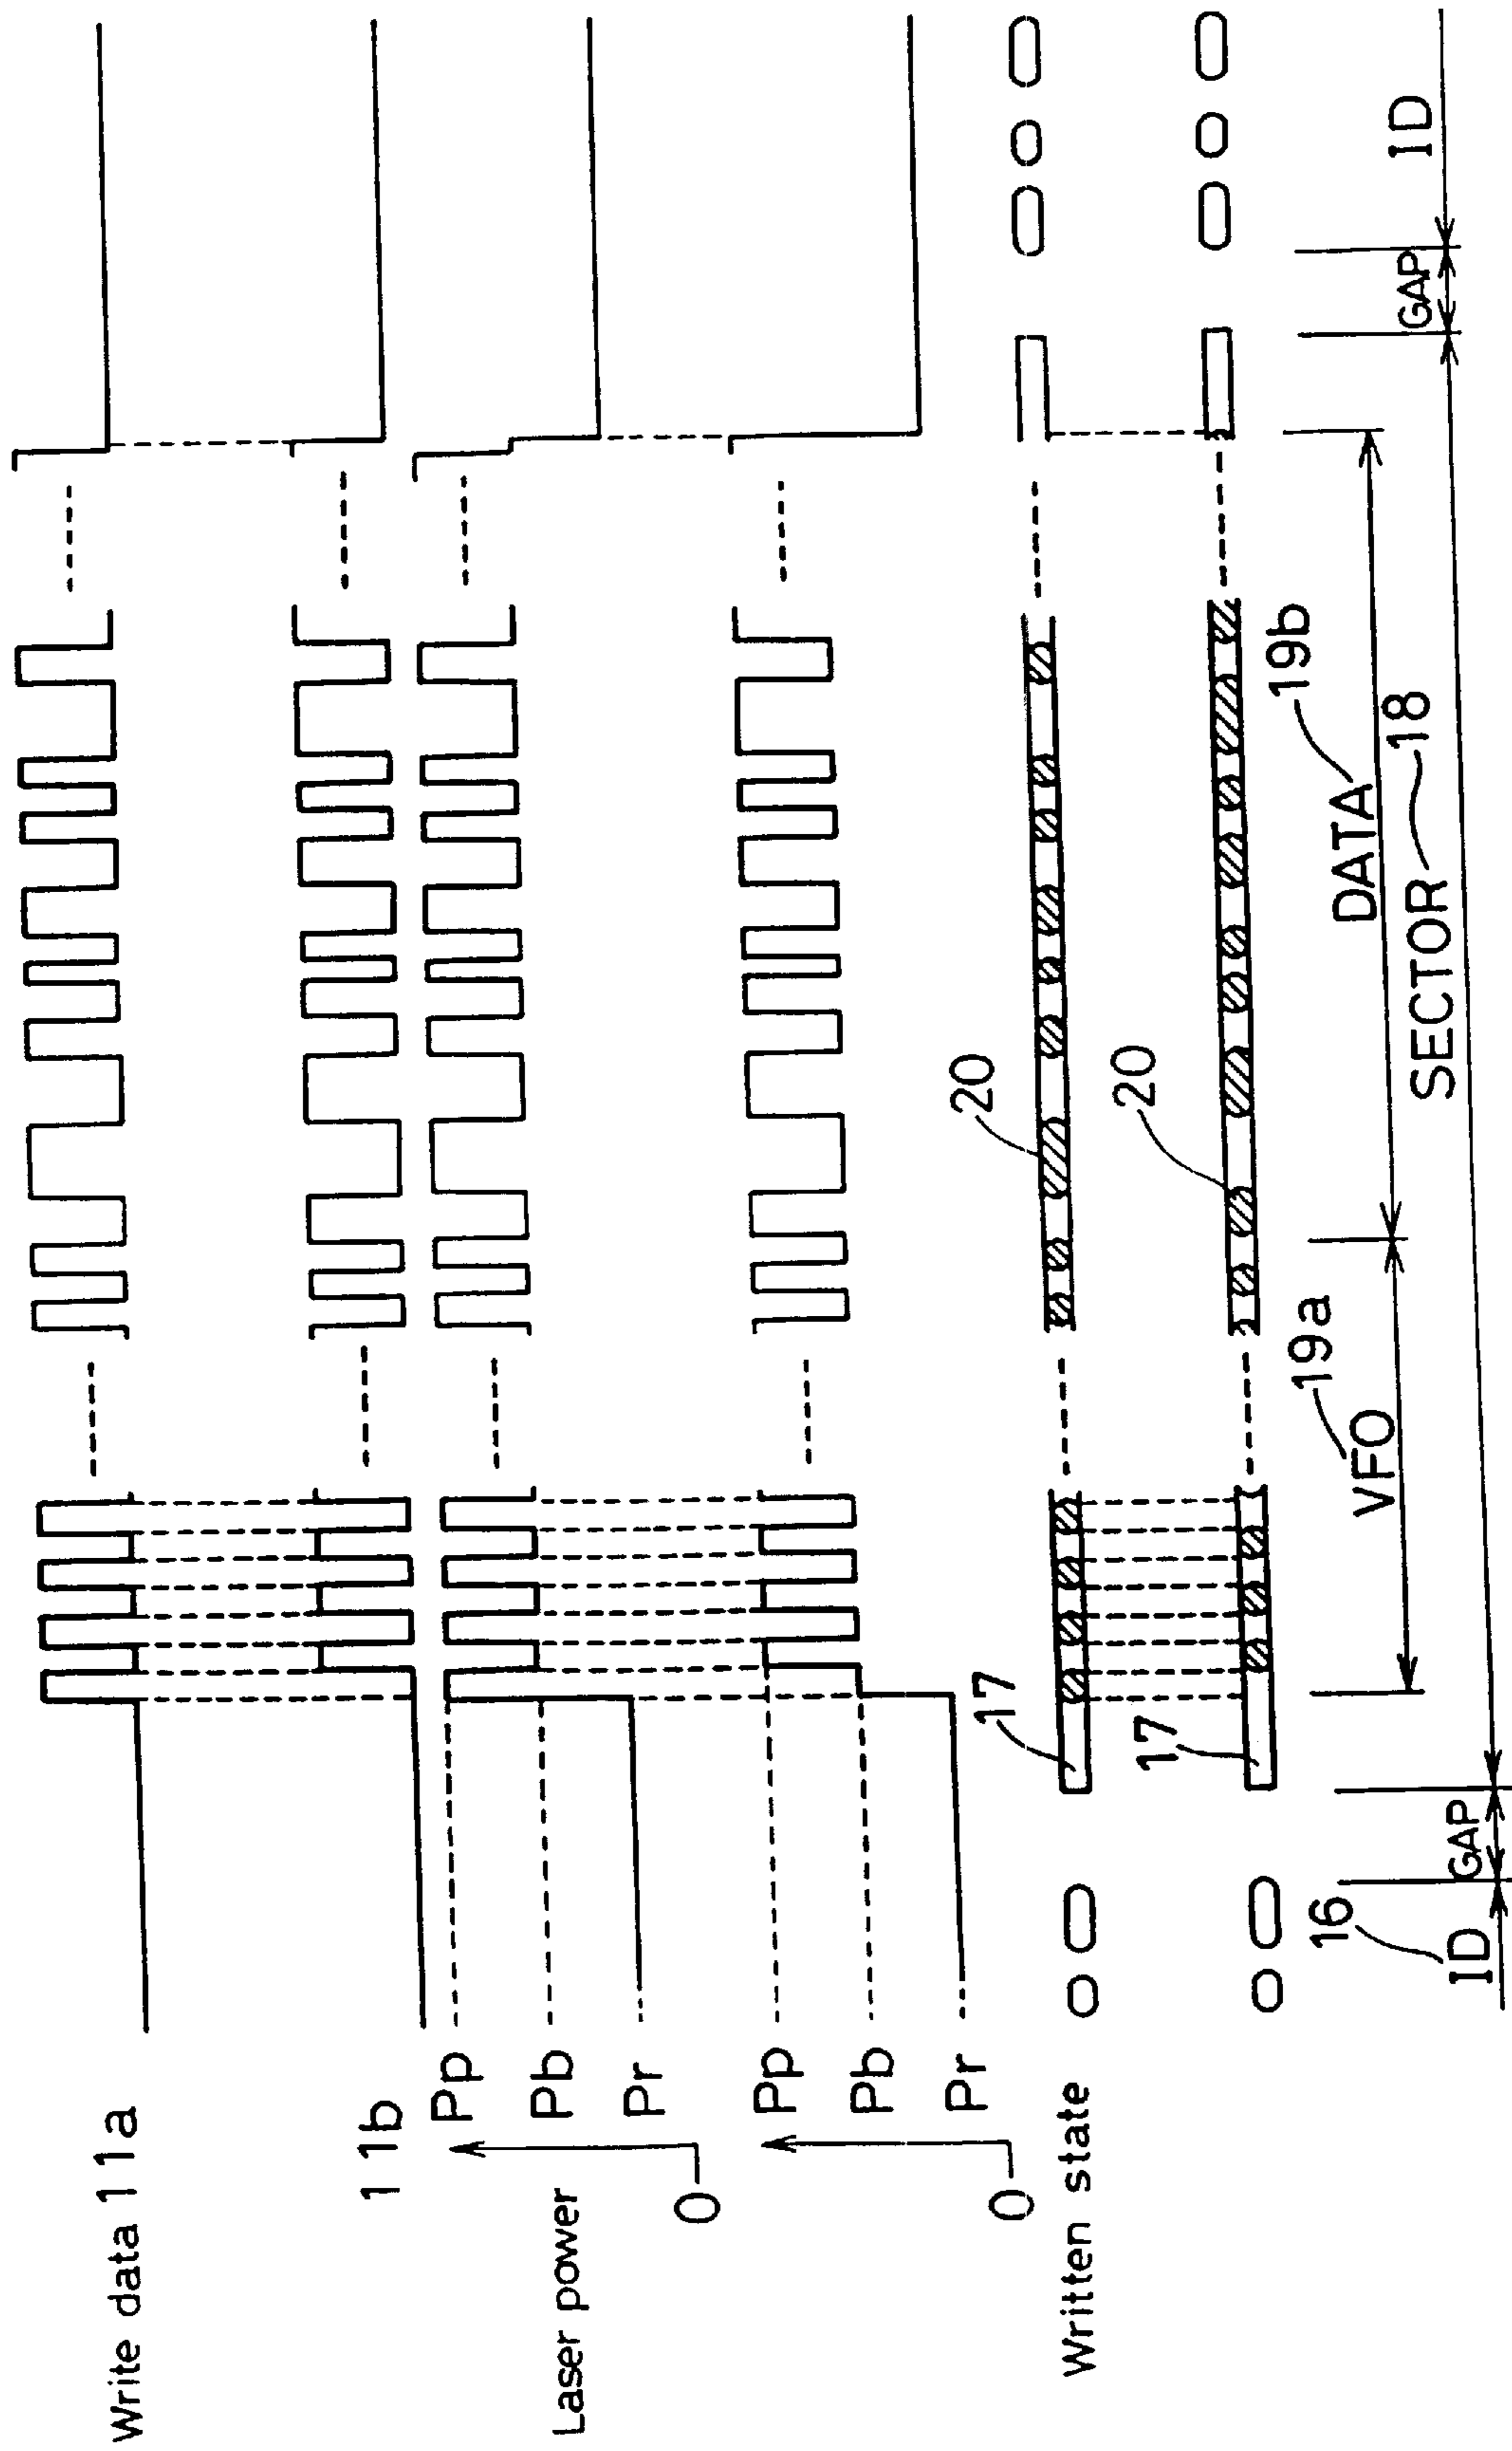 Write data 11a
11b
Laser power
Pp
Pb
Pr
0
Pp
Pb
Pr
0
Written state
17
17
20
20
16
ID
GAP
VFO
19a
DATA
19b
SECTOR
18
GAP
ID